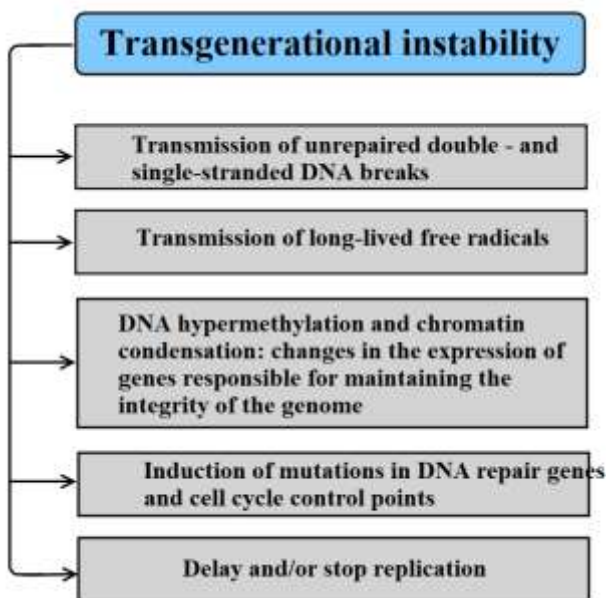 Transgenerational instability
Transmission of unrepaired double - and
single-stranded DNA breaks
Transmission of long-lived free radicals
DNA hypermethylation and chromatin
condensation: changes in the expression of
genes responsible for maintaining the
integrity of the genome
Induction of mutations in DNA repair genes
and cell cycle control points
Delay and/or stop replication